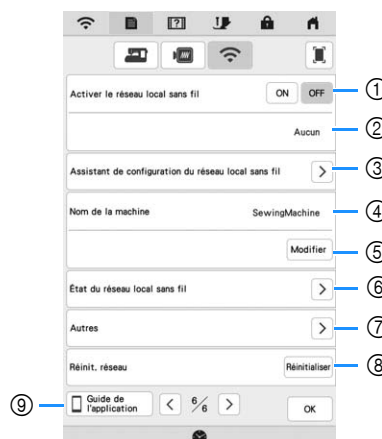 Activer le réseau local sans fil ON OFF ①
Aucun ②
Assistant de configuration du réseau local sans fil > ③
Nom de la machine SewingMachine ④
Modifier ⑤
État du réseau local sans fil > ⑥
Autres > ⑦
Réinit. réseau Réinitialiser ⑧
⑨ Guide de
l'application < 6/6 > OK